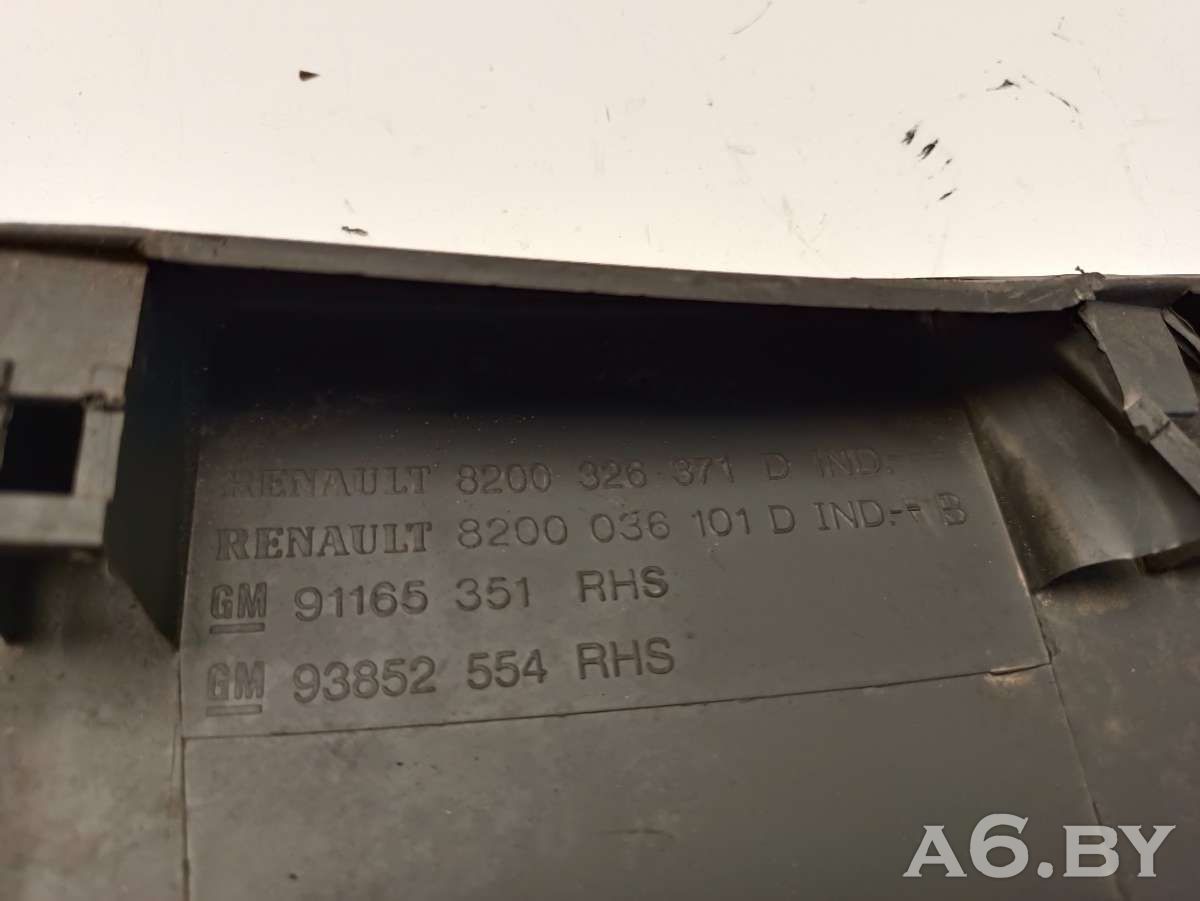 RENAULT 8200 326 371 D IND.--
RENAULT 8200 036 101 D IND.-- B
GM 91165 351 RHS
GM 93852 554 RHS
A6.BY